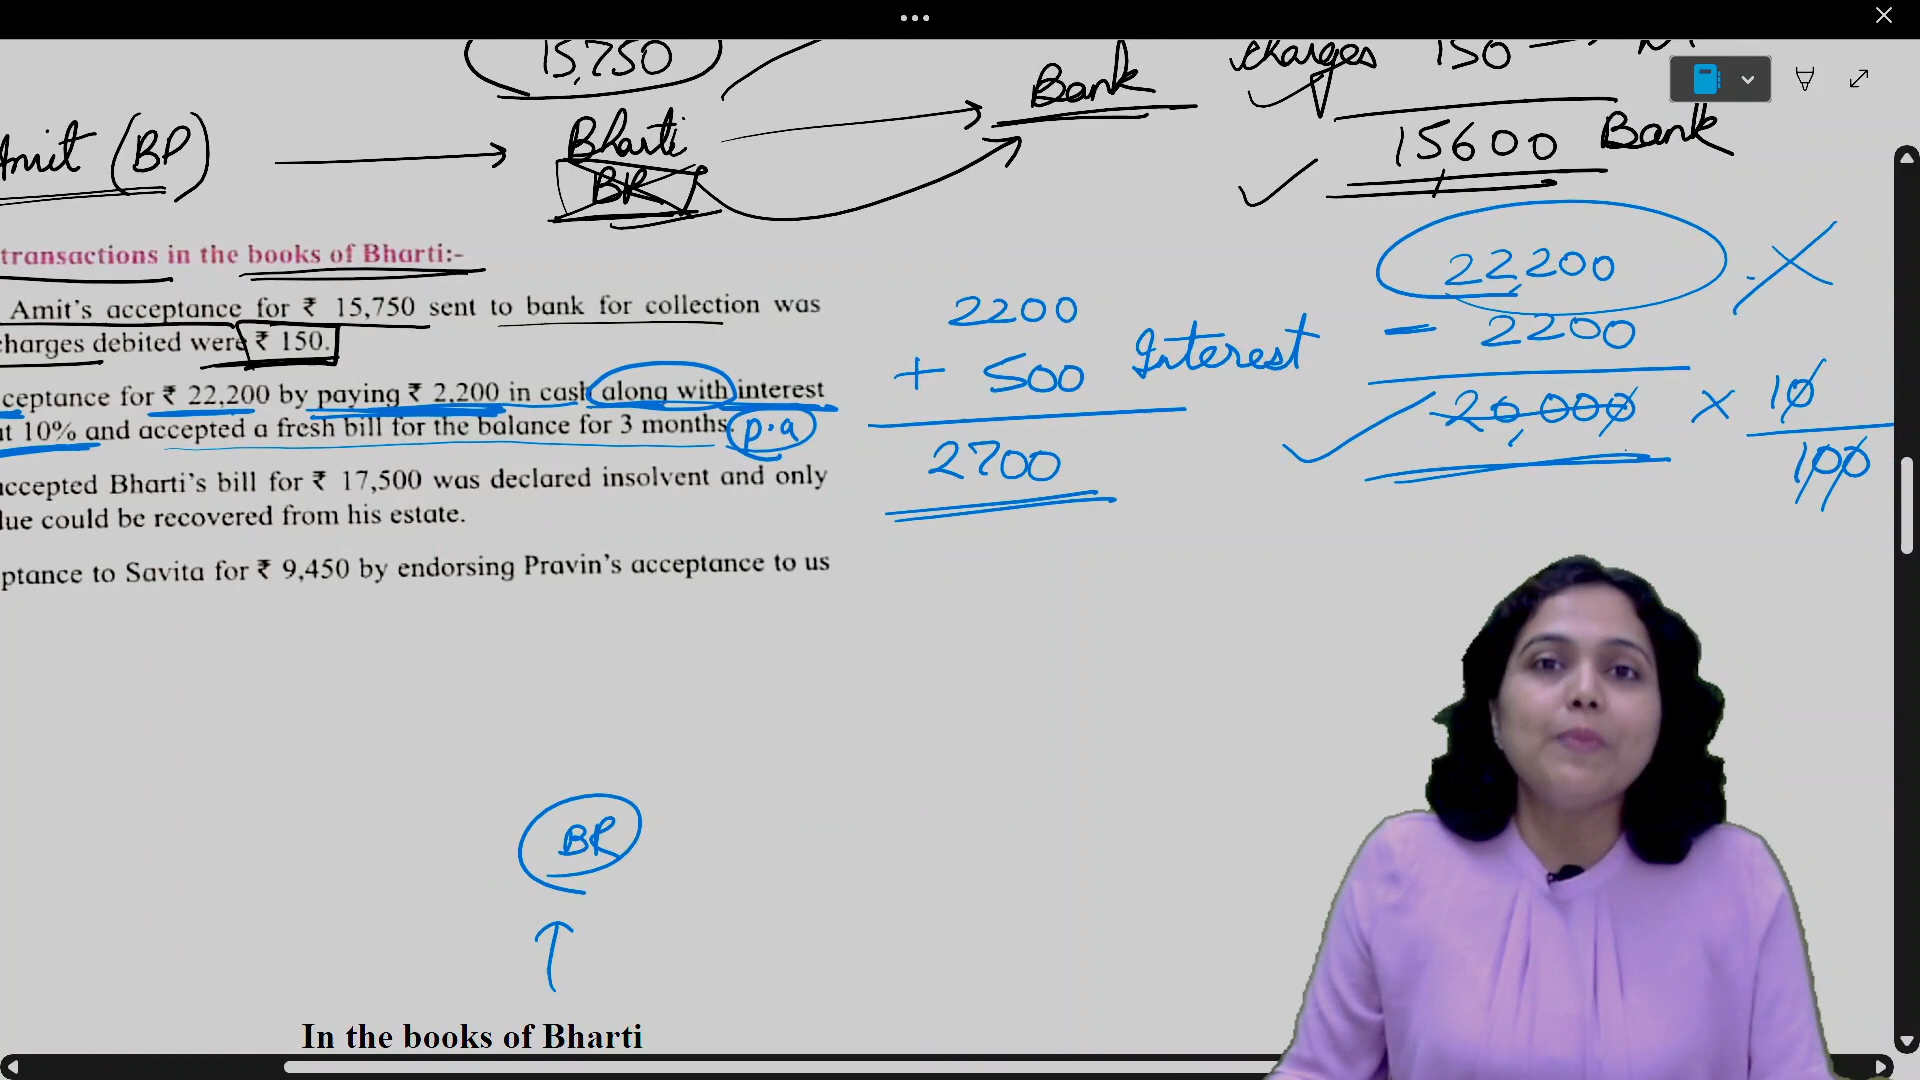 15,750
charges 150
Amit (BP)
Bharti
BR
Bank
15600 Bank
transactions in the books of Bharti:-
Amit's acceptance for ₹ 15,750 sent to bank for collection was
harges debited were ₹ 150.
ceptance for ₹ 22,200 by paying ₹ 2,200 in cash along with interest
at 10% and accepted a fresh bill for the balance for 3 months. p.a
accepted Bharti's bill for ₹ 17,500 was declared insolvent and only
lue could be recovered from his estate.
ptance to Savita for ₹ 9,450 by endorsing Pravin's acceptance to us
2200
+ 500 Interest
2700
22,200
- 2200
20,000 × 10
100
BR
In the books of Bharti